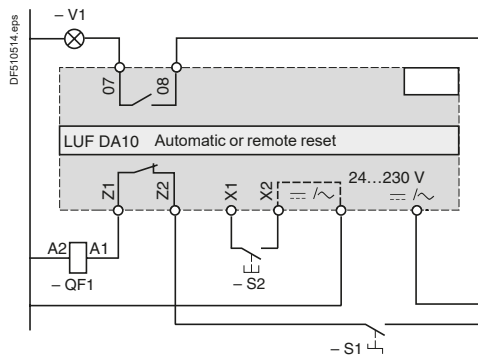 – V1
DF510514.eps
07
08
LUF DA10 Automatic or remote reset
Z1
Z2
X1
X2
24...230 V
/~
/~
A2
A1
– QF1
– S2
– S1